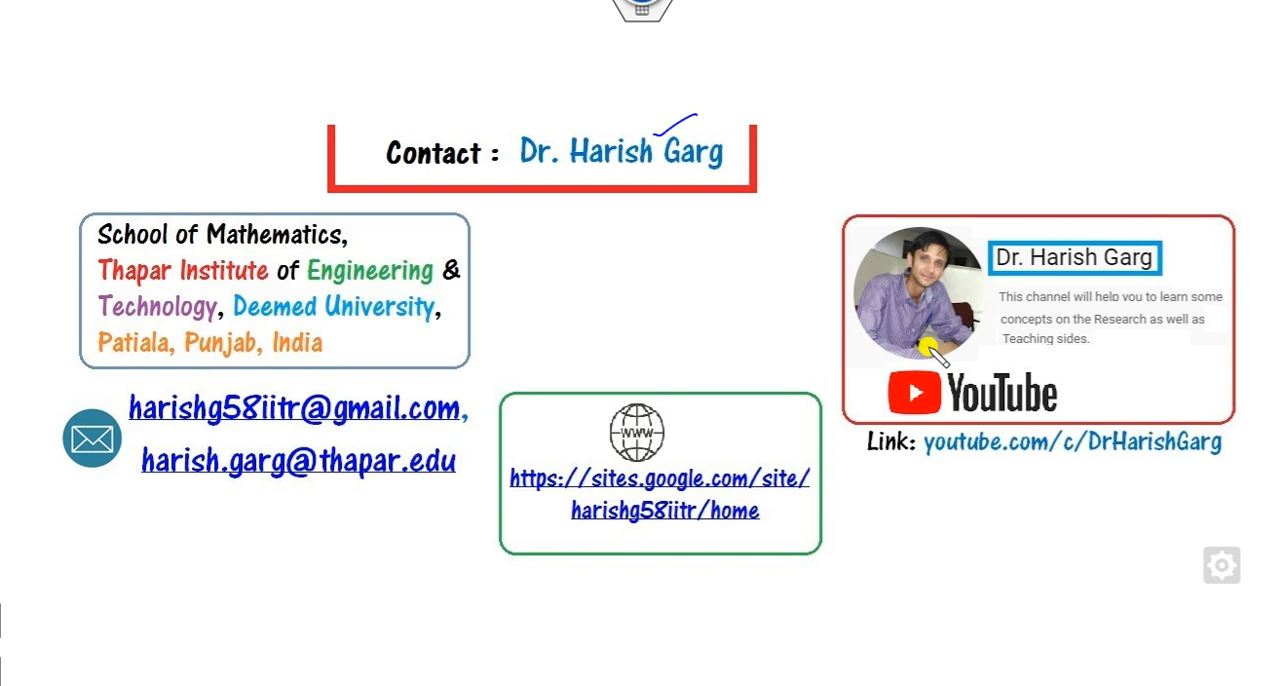 Contact : Dr. Harish Garg
School of Mathematics,
Thapar Institute of Engineering &
Technology, Deemed University,
Patiala, Punjab, India
harishg58iitr@gmail.com,
harish.garg@thapar.edu
www
https://sites.google.com/site/
harishg58iitr/home
Dr. Harish Garg
This channel will help you to learn some
concepts on the Research as well as
Teaching sides.
YouTube
Link: youtube.com/c/DrHarishGarg